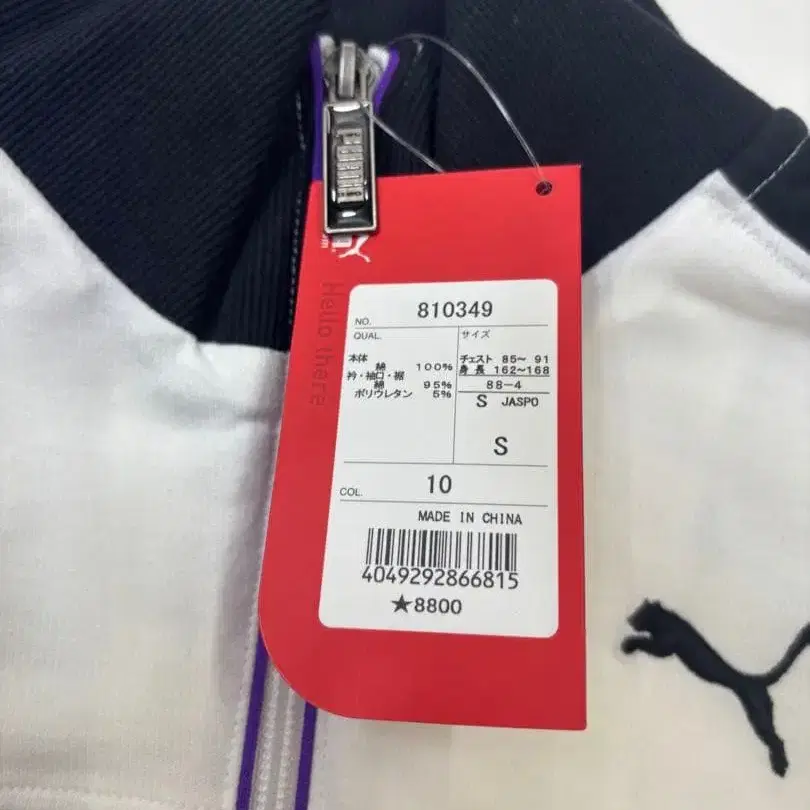 PUMA
Hello there
NO. 810349
QUAL.
サイズ
本体
綿 100%
衿・袖口・裾
綿 95%
ポリウレタン 5%
チェスト 85~ 91
身 長 162~168
88-4
S JASPO
S
COL. 10
MADE IN CHINA
4049292866815
★8800